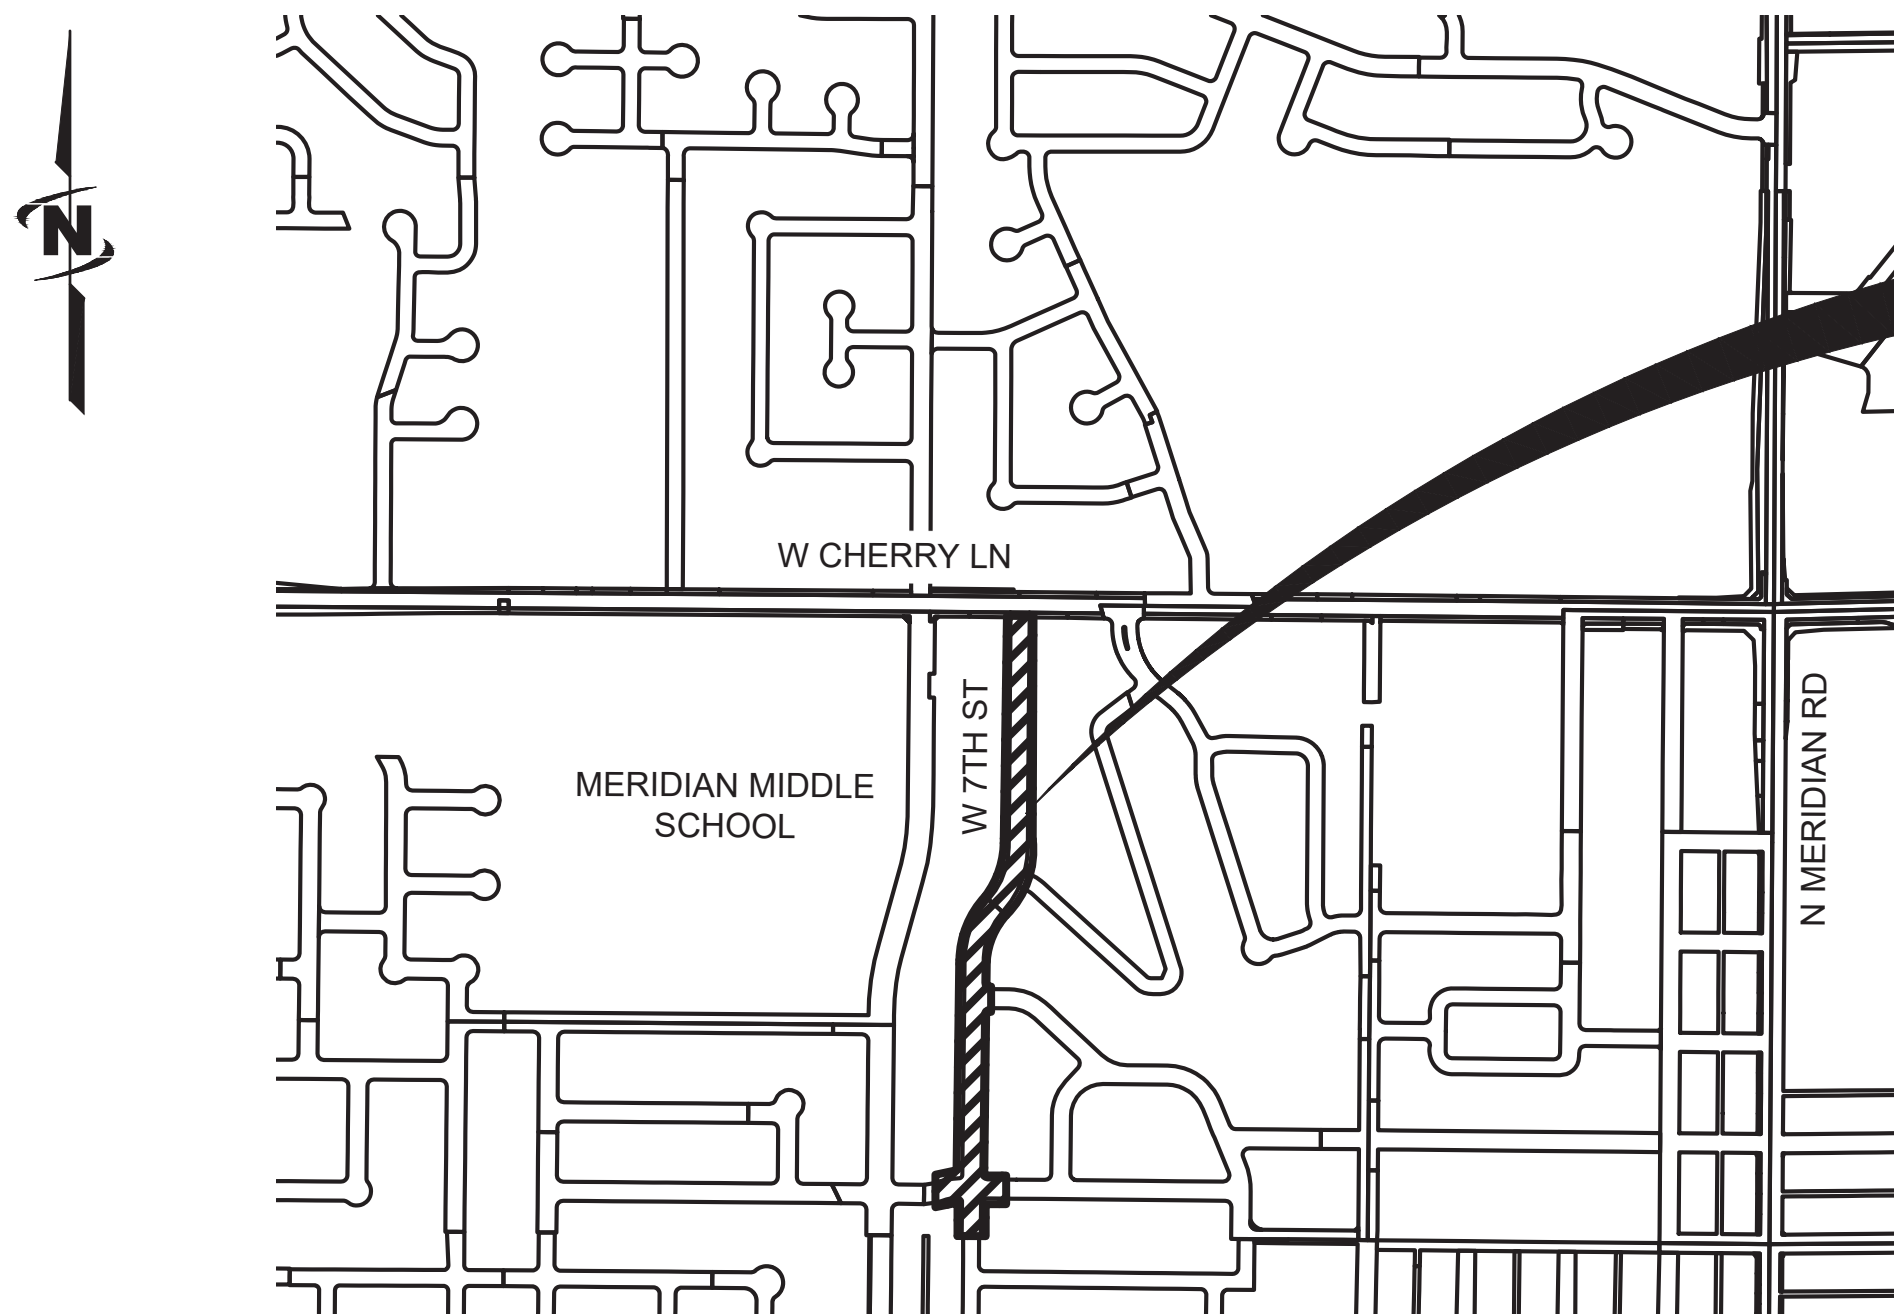 N
W CHERRY LN
W 7TH ST
MERIDIAN MIDDLE
SCHOOL
N MERIDIAN RD